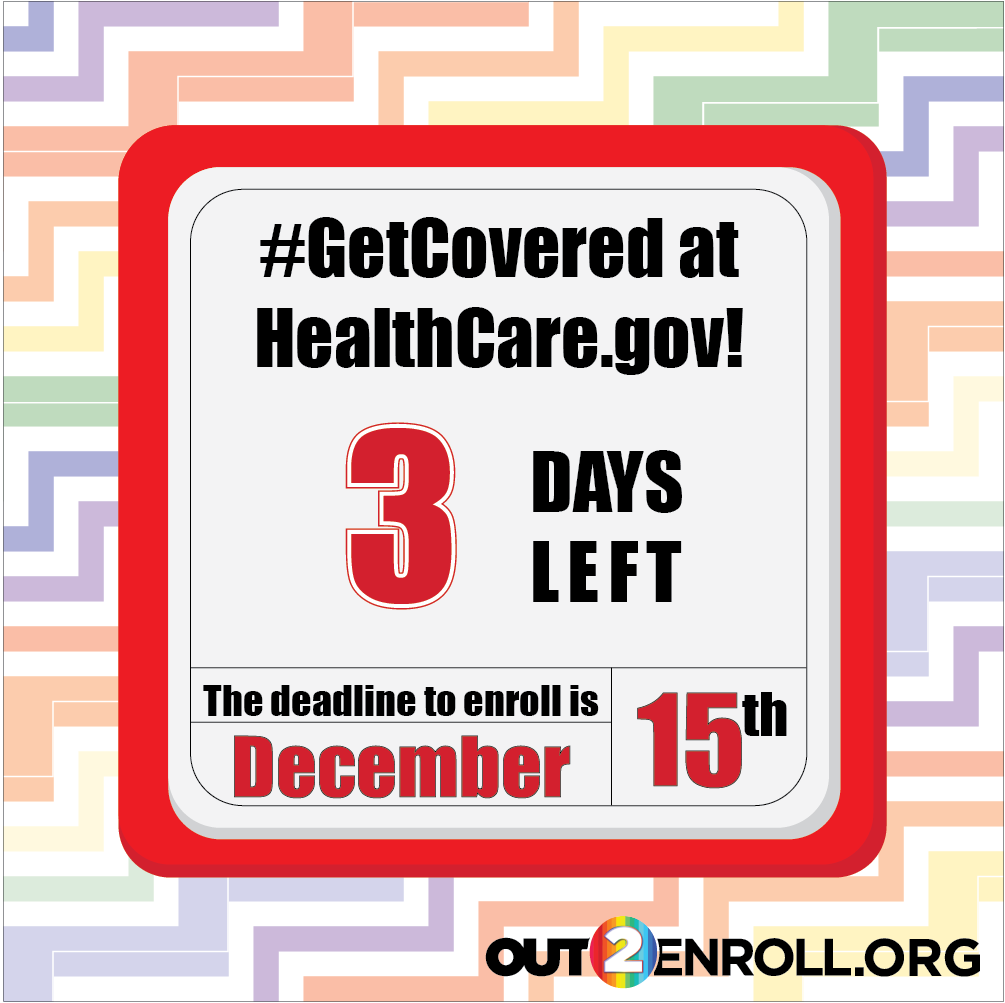 #GetCovered at
HealthCare.gov!
3 DAYS
LEFT
The deadline to enroll is
December
15th
OUT2ENROLL.ORG